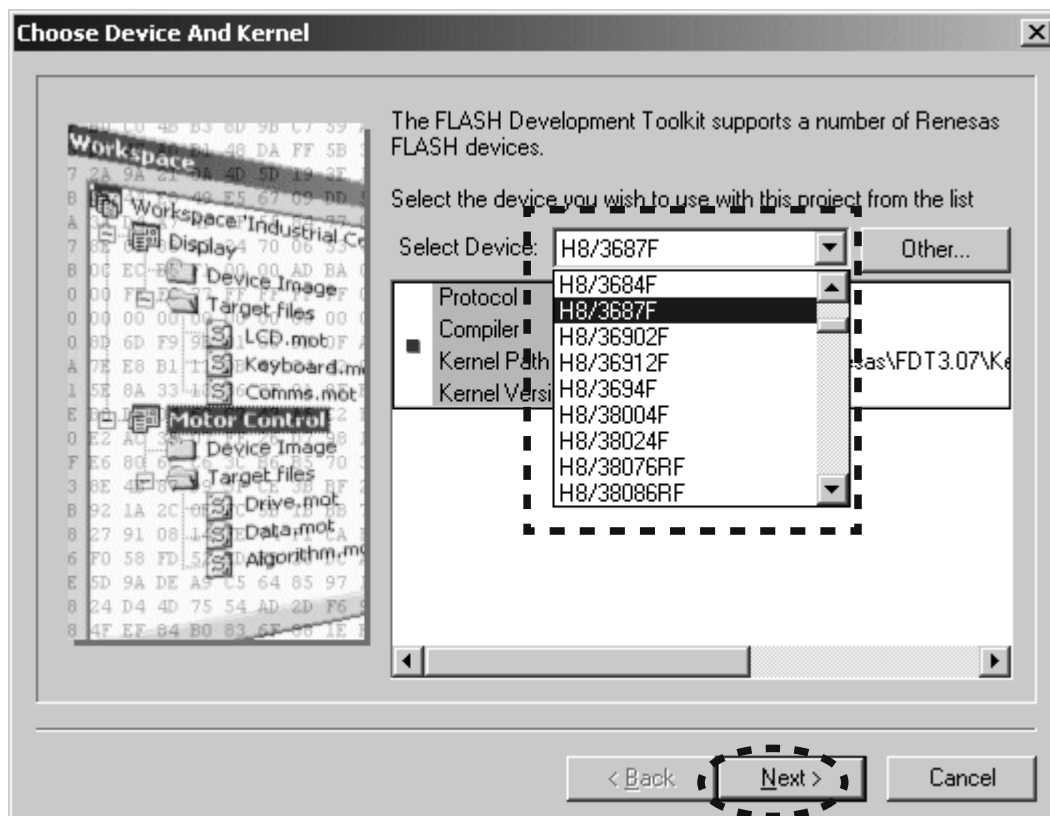 Choose Device And Kernel
The FLASH Development Toolkit supports a number of Renesas
FLASH devices.
Select the device you wish to use with this project from the list
Select Device: H8/3687F Other...
H8/3684F
H8/3687F
H8/36902F
H8/36912F
H8/3694F
H8/38004F
H8/38024F
H8/38076RF
H8/38086RF
Protocol
Compiler
Kernel Path sas\FDT3.07\Ke
Kernel Versi
Workspace
Workspace 'Industrial Co
Display
Device Image
Target files
LCD.mot
Keyboard.mo
Comms.mot
Motor Control
Device Image
Target files
Drive.mot
Data.mot
Algorithm.mo
< Back Next > Cancel